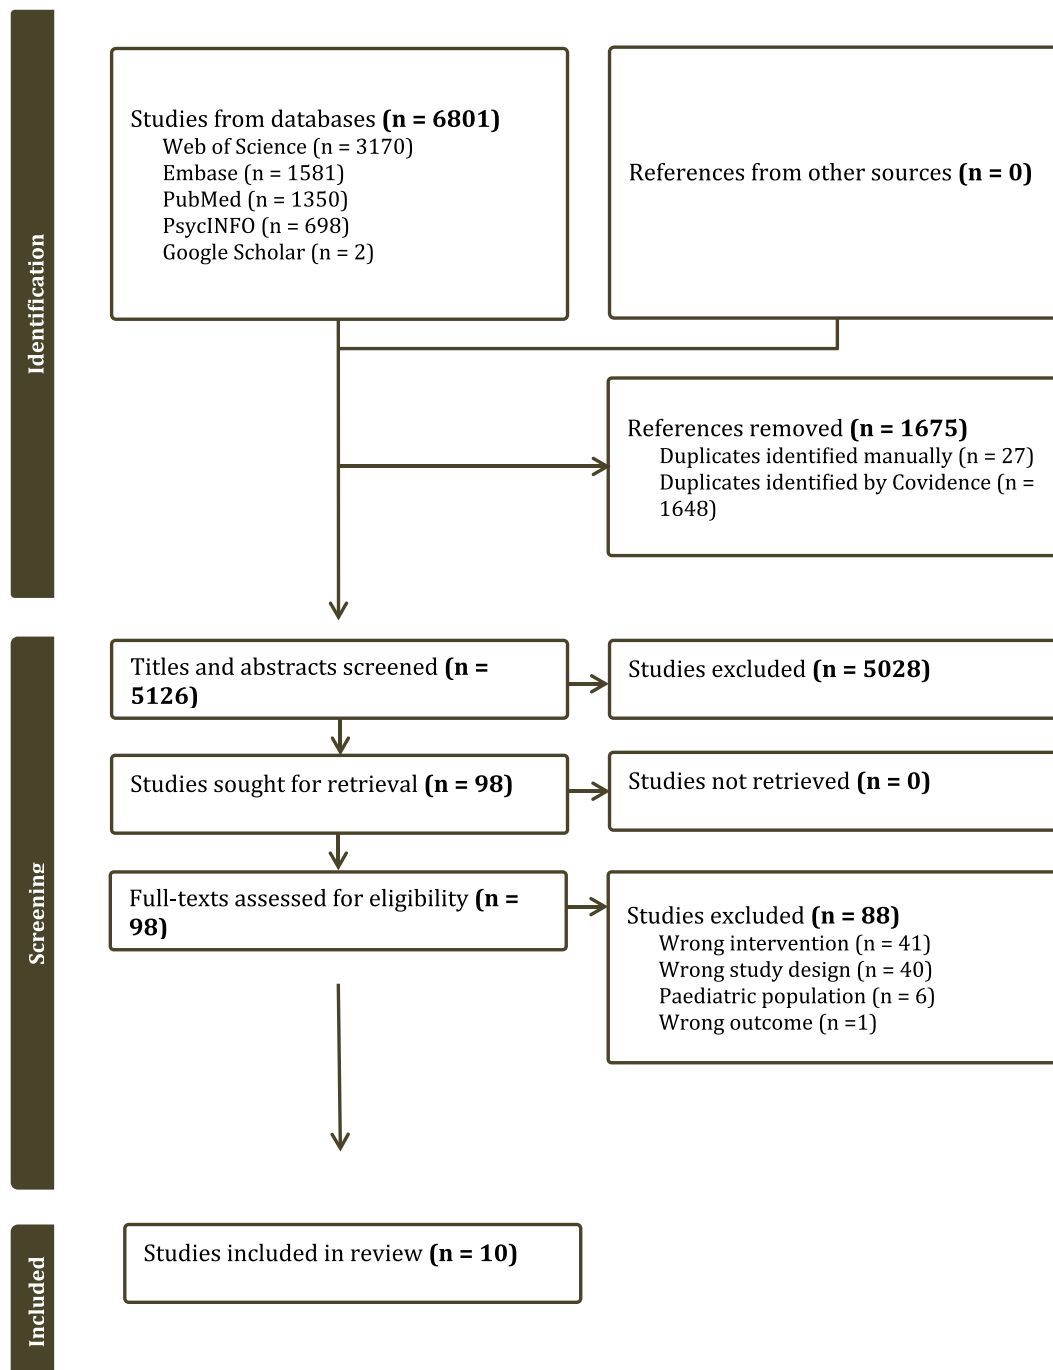 Identification
Studies from databases (n = 6801)
Web of Science (n = 3170)
Embase (n = 1581)
PubMed (n = 1350)
PsycINFO (n = 698)
Google Scholar (n = 2)
References from other sources (n = 0)
References removed (n = 1675)
Duplicates identified manually (n = 27)
Duplicates identified by Covidence (n =
1648)
Screening
Titles and abstracts screened (n =
5126)
Studies excluded (n = 5028)
Studies sought for retrieval (n = 98)
Studies not retrieved (n = 0)
Full-texts assessed for eligibility (n =
98)
Studies excluded (n = 88)
Wrong intervention (n = 41)
Wrong study design (n = 40)
Paediatric population (n = 6)
Wrong outcome (n =1)
Included
Studies included in review (n = 10)